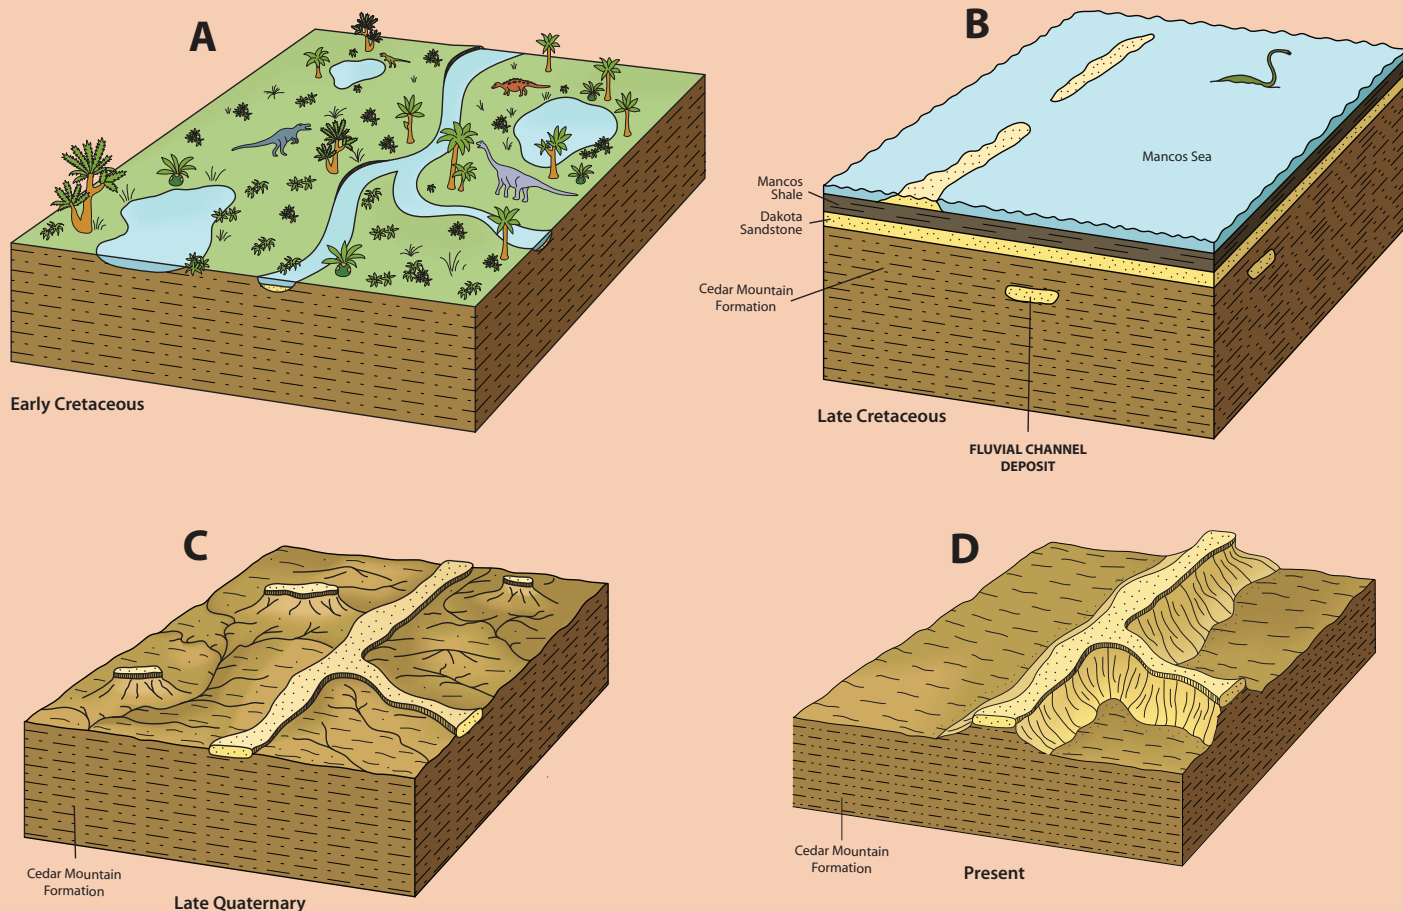 A
Early Cretaceous
B
Mancos Sea
Mancos
Shale
Dakota
Sandstone
Cedar Mountain
Formation
Late Cretaceous
FLUVIAL CHANNEL
DEPOSIT
C
Cedar Mountain
Formation
Late Quaternary
D
Cedar Mountain
Formation
Present